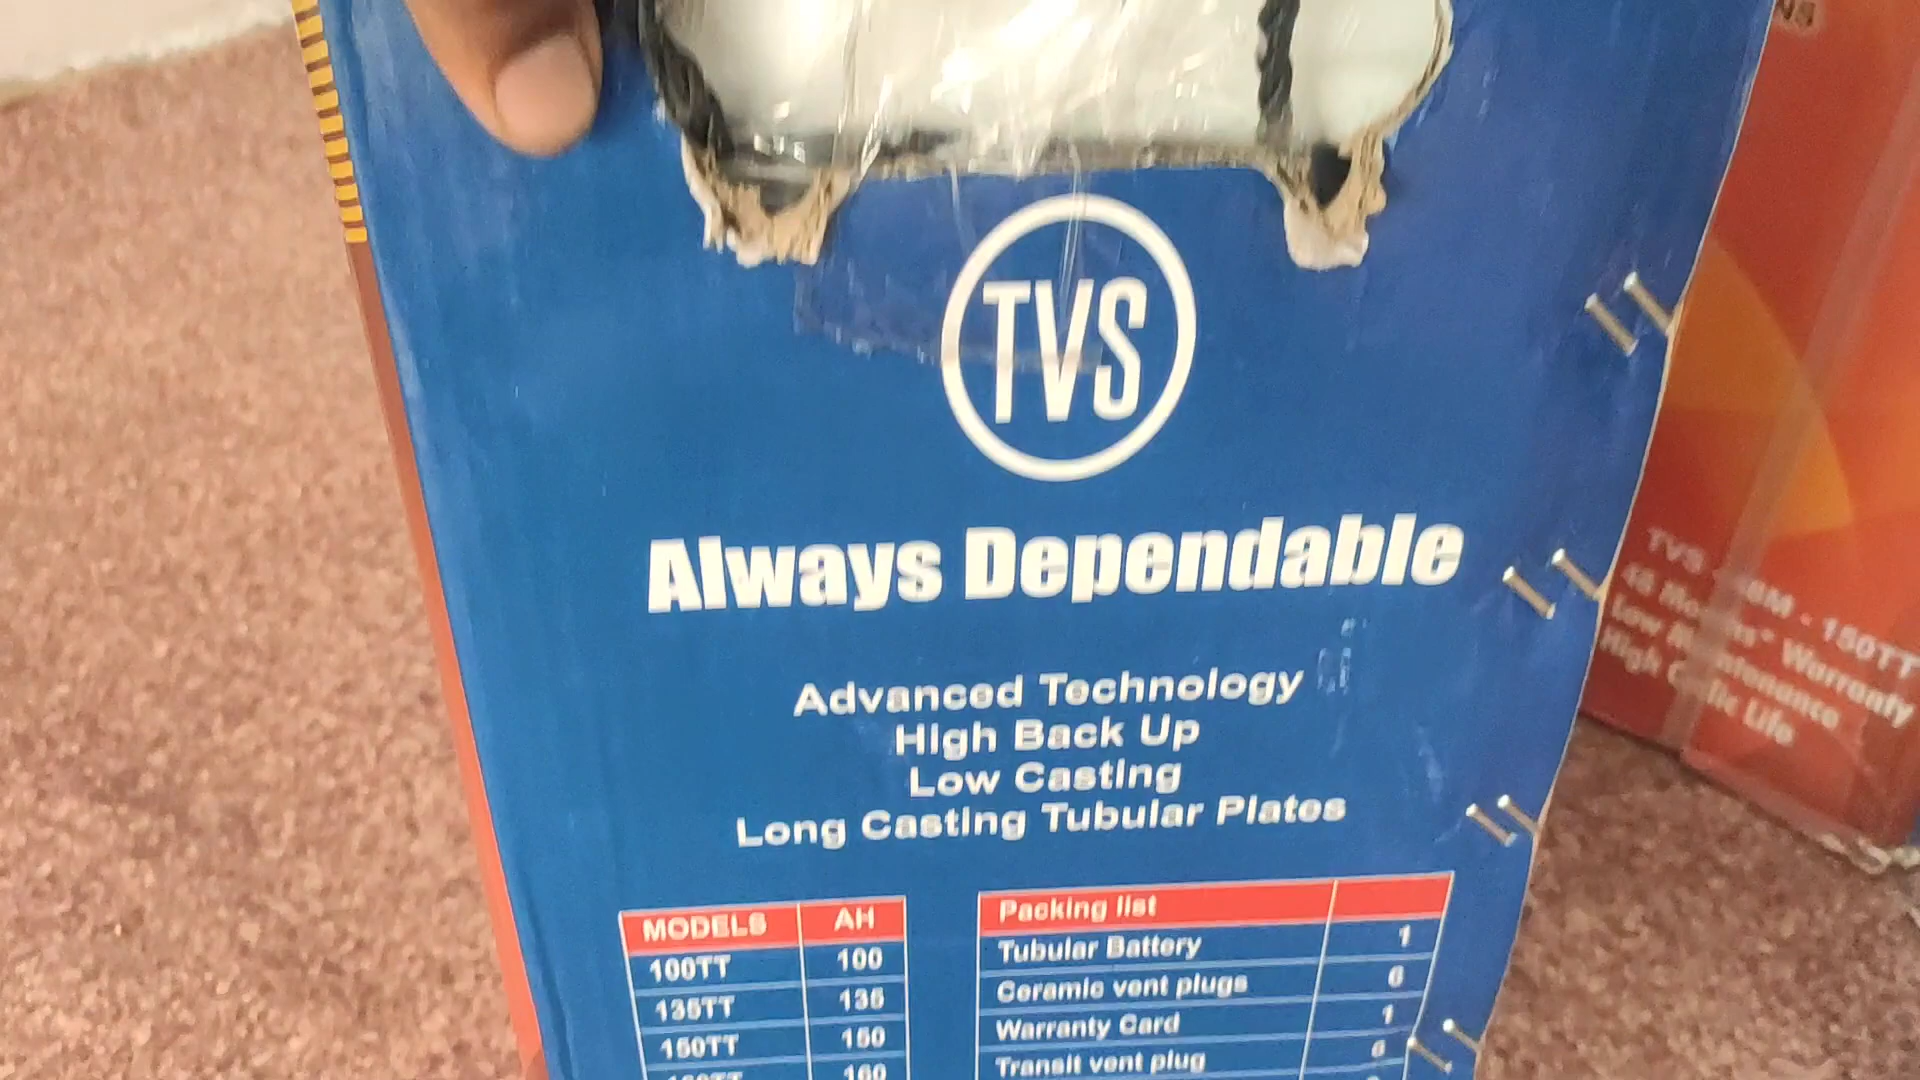 TVS
Always Dependable
Advanced Technology
High Back Up
Low Casting
Long Casting Tubular Plates
MODELS AH
100TT 100
135TT 135
150TT 150
160
Packing list
Tubular Battery 1
Ceramic vent plugs 6
Warranty Card 1
Transit vent plug 6
TVS - 150TT
Warranty
Low
High Life